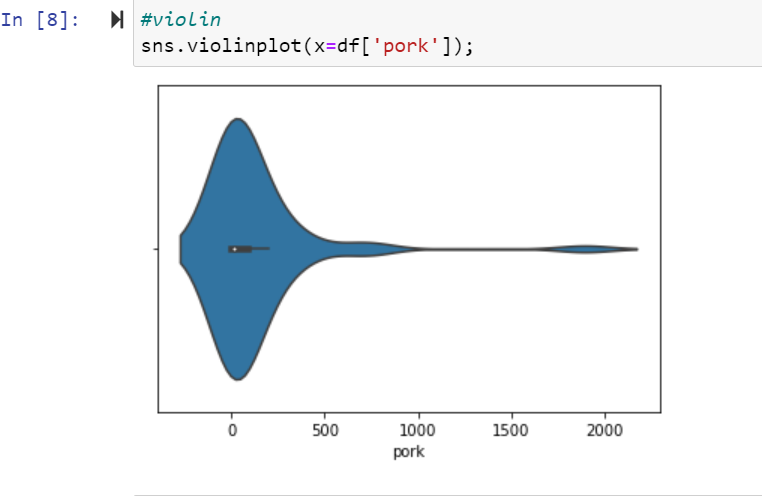 In [8]: #violin
sns.violinplot(x=df['pork']);
0 500 1000 1500 2000
pork